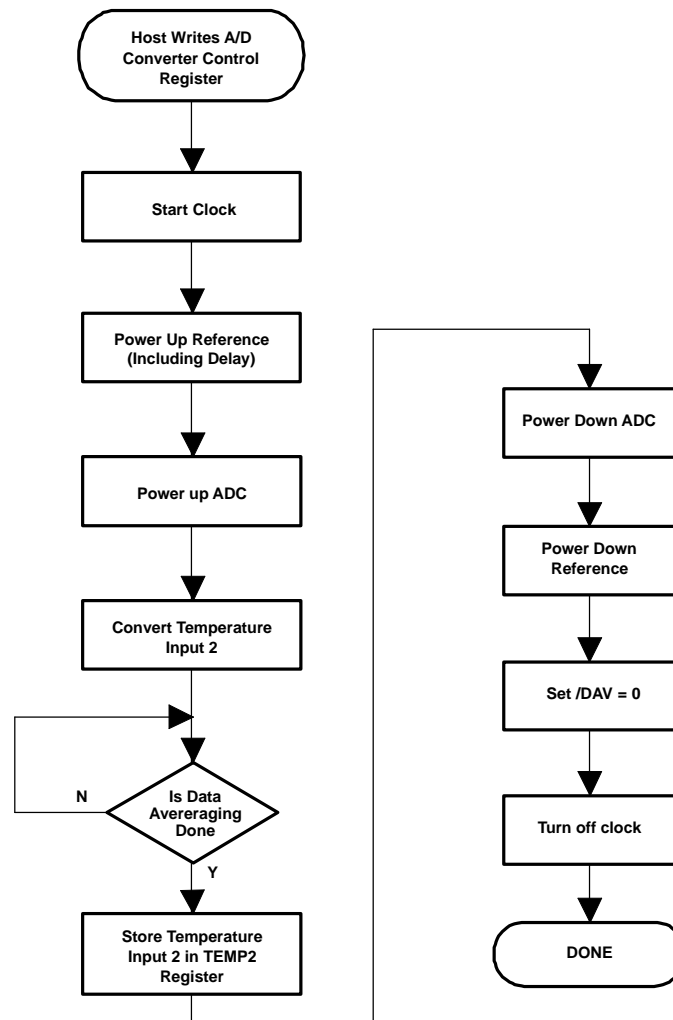 Host Writes A/D
Converter Control
Register
Start Clock
Power Up Reference
(Including Delay)
Power up ADC
Convert Temperature
Input 2
N
Is Data
Avereraging
Done
Y
Store Temperature
Input 2 in TEMP2
Register
Power Down ADC
Power Down
Reference
Set /DAV = 0
Turn off clock
DONE